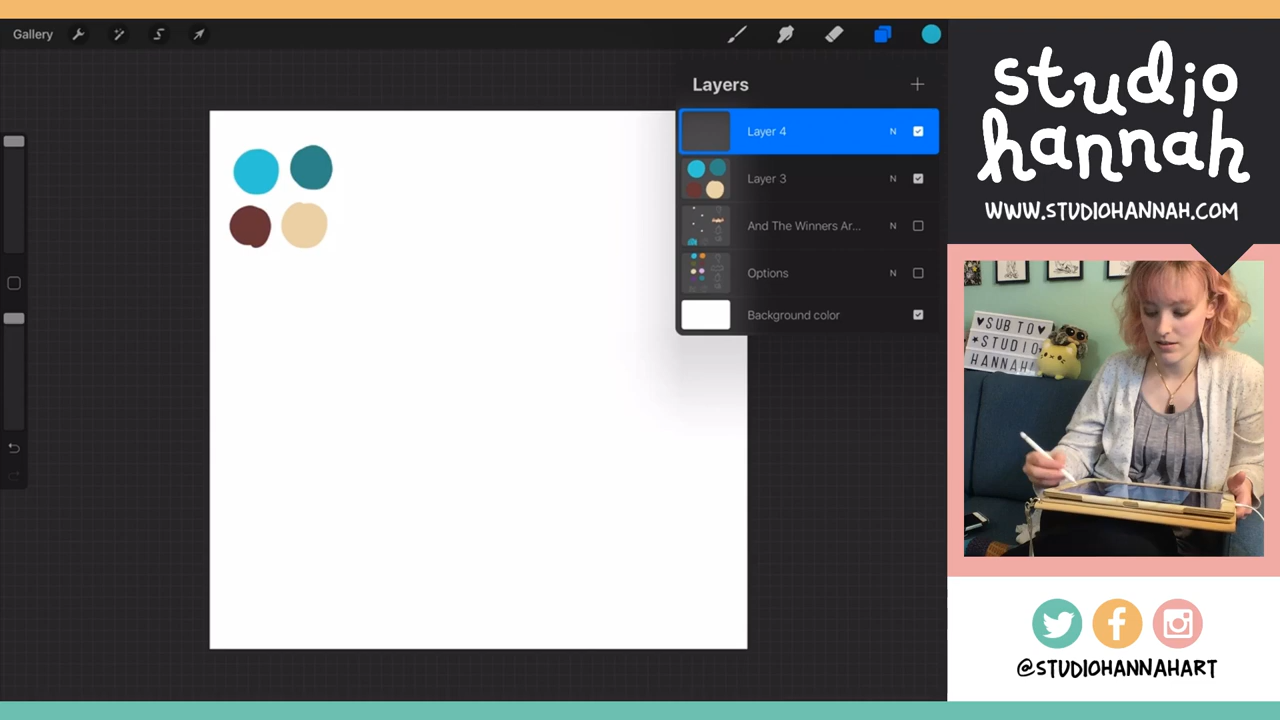 Gallery
Layers
Layer 4 N
Layer 3 N
And The Winners Ar... N
Options N
Background color
studio
hannah
WWW.STUDIOHANNAH.COM
♥SUB TO♥
★STUDIO
HANNAH!
@STUDIOHANNAHART